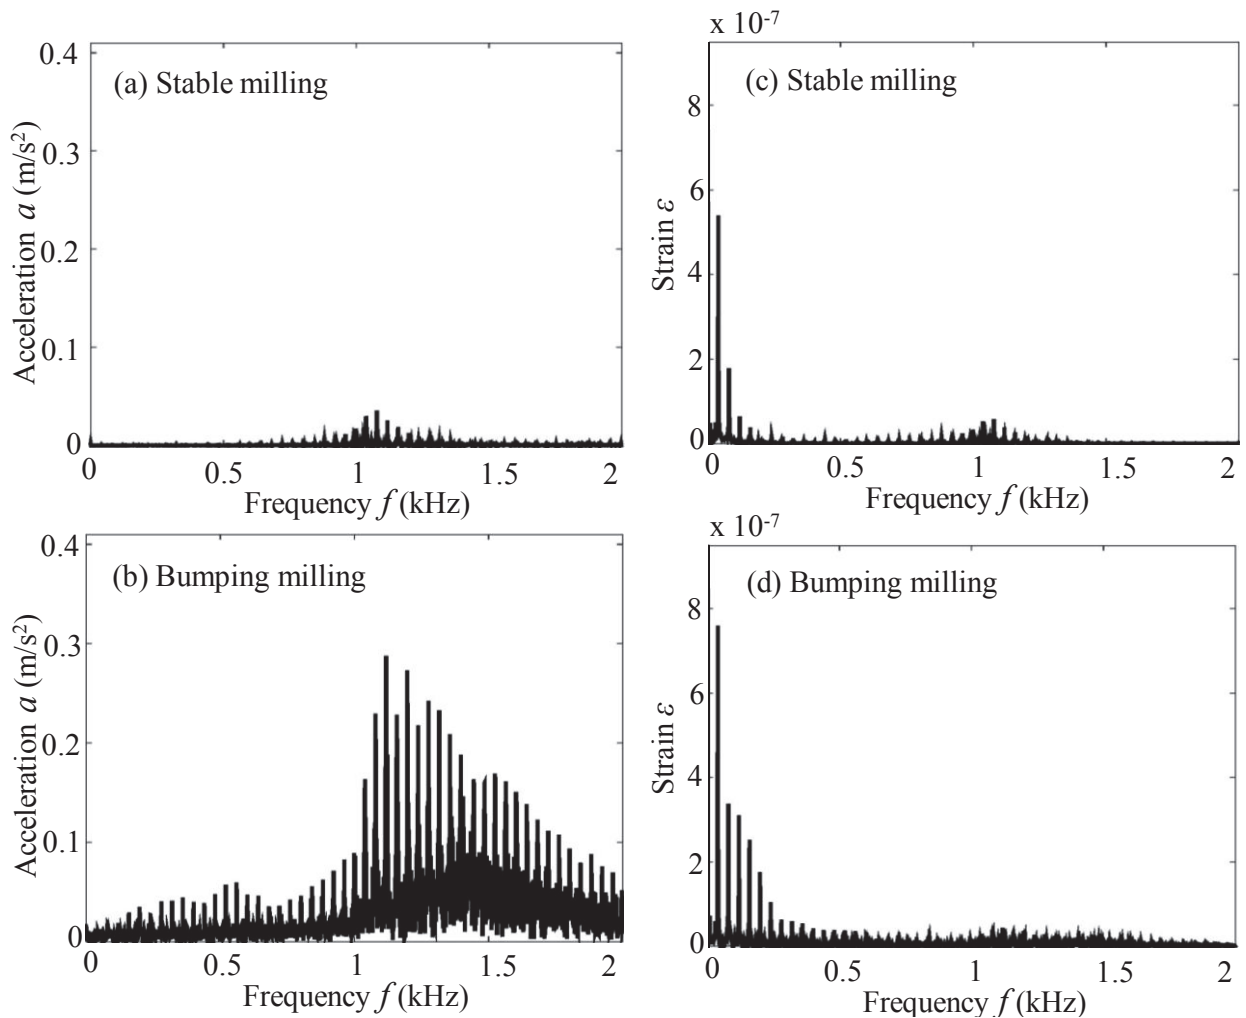 (a) Stable milling
Acceleration a (m/s²)
0.4
0.3
0.2
0.1
0
0 0.5 1 1.5 2
Frequency f (kHz)
x 10⁻⁷
(c) Stable milling
Strain ε
8
6
4
2
0
0 0.5 1 1.5 2
Frequency f (kHz)
(b) Bumping milling
Acceleration a (m/s²)
0.4
0.3
0.2
0.1
0
0 0.5 1 1.5 2
Frequency f (kHz)
x 10⁻⁷
(d) Bumping milling
Strain ε
8
6
4
2
0
0 0.5 1 1.5 2
Frequency f (kHz)